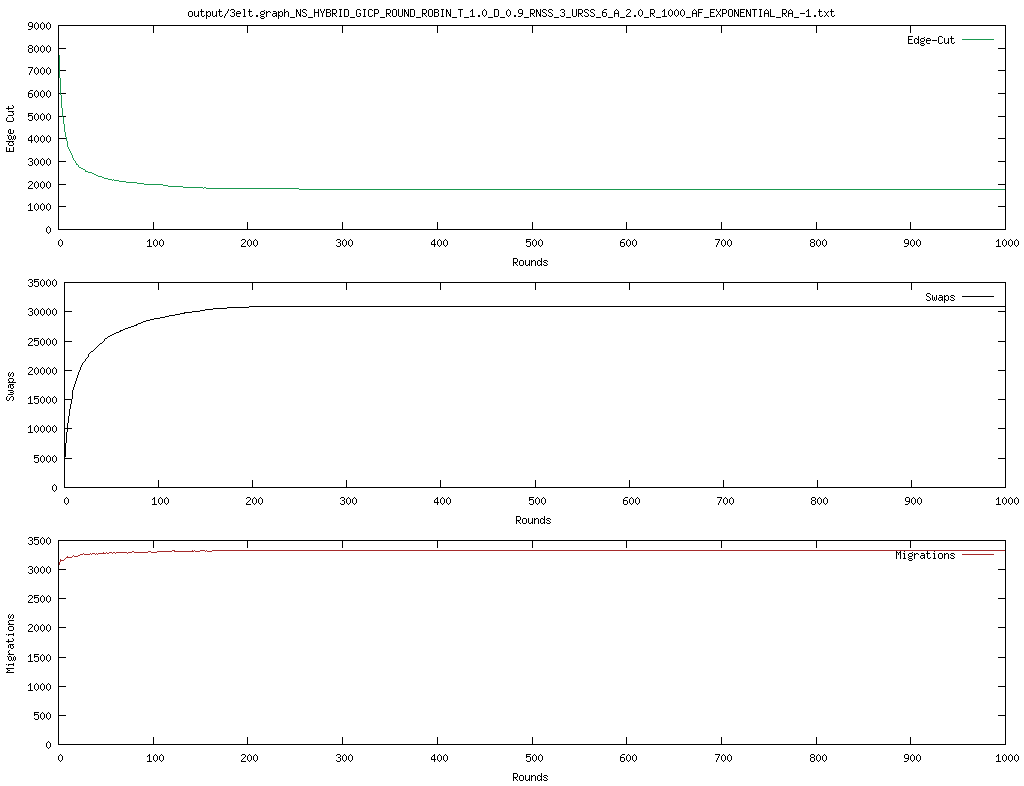 output/3elt.graph_NS_HYBRID_GICP_ROUND_ROBIN_T_1.0_D_0.9_RNSS_3_URSS_6_A_2.0_R_1000_AF_EXPONENTIAL_RA_-1.txt
Edge-Cut
9000
8000
7000
6000
5000
4000
3000
2000
1000
0
Edge Cut
0 100 200 300 400 500 600 700 800 900 1000
Rounds
Swaps
35000
30000
25000
20000
15000
10000
5000
0
Swaps
0 100 200 300 400 500 600 700 800 900 1000
Rounds
Migrations
3500
3000
2500
2000
1500
1000
500
0
Migrations
0 100 200 300 400 500 600 700 800 900 1000
Rounds